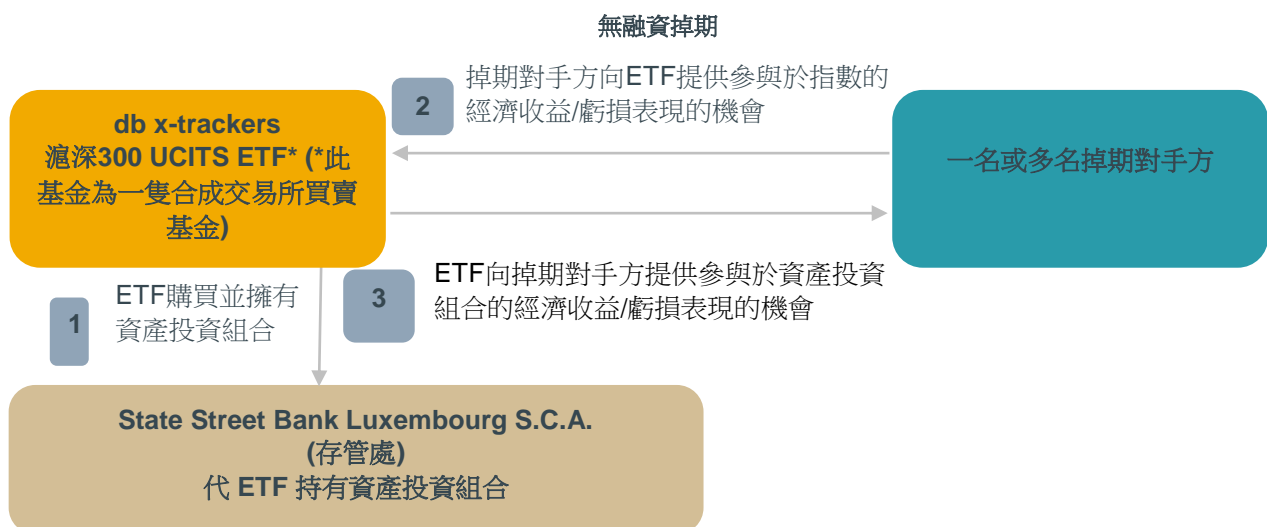 無融資掉期
2
掉期對手方向ETF提供參與於指數的
經濟收益/虧損表現的機會
db x-trackers
滬深300 UCITS ETF* (*此
基金為一隻合成交易所買賣
基金)
一名或多名掉期對手方
1
ETF購買並擁有
資產投資組合
3
ETF向掉期對手方提供參與於資產投資
組合的經濟收益/虧損表現的機會
State Street Bank Luxembourg S.C.A.
(存管處)
代 ETF 持有資產投資組合